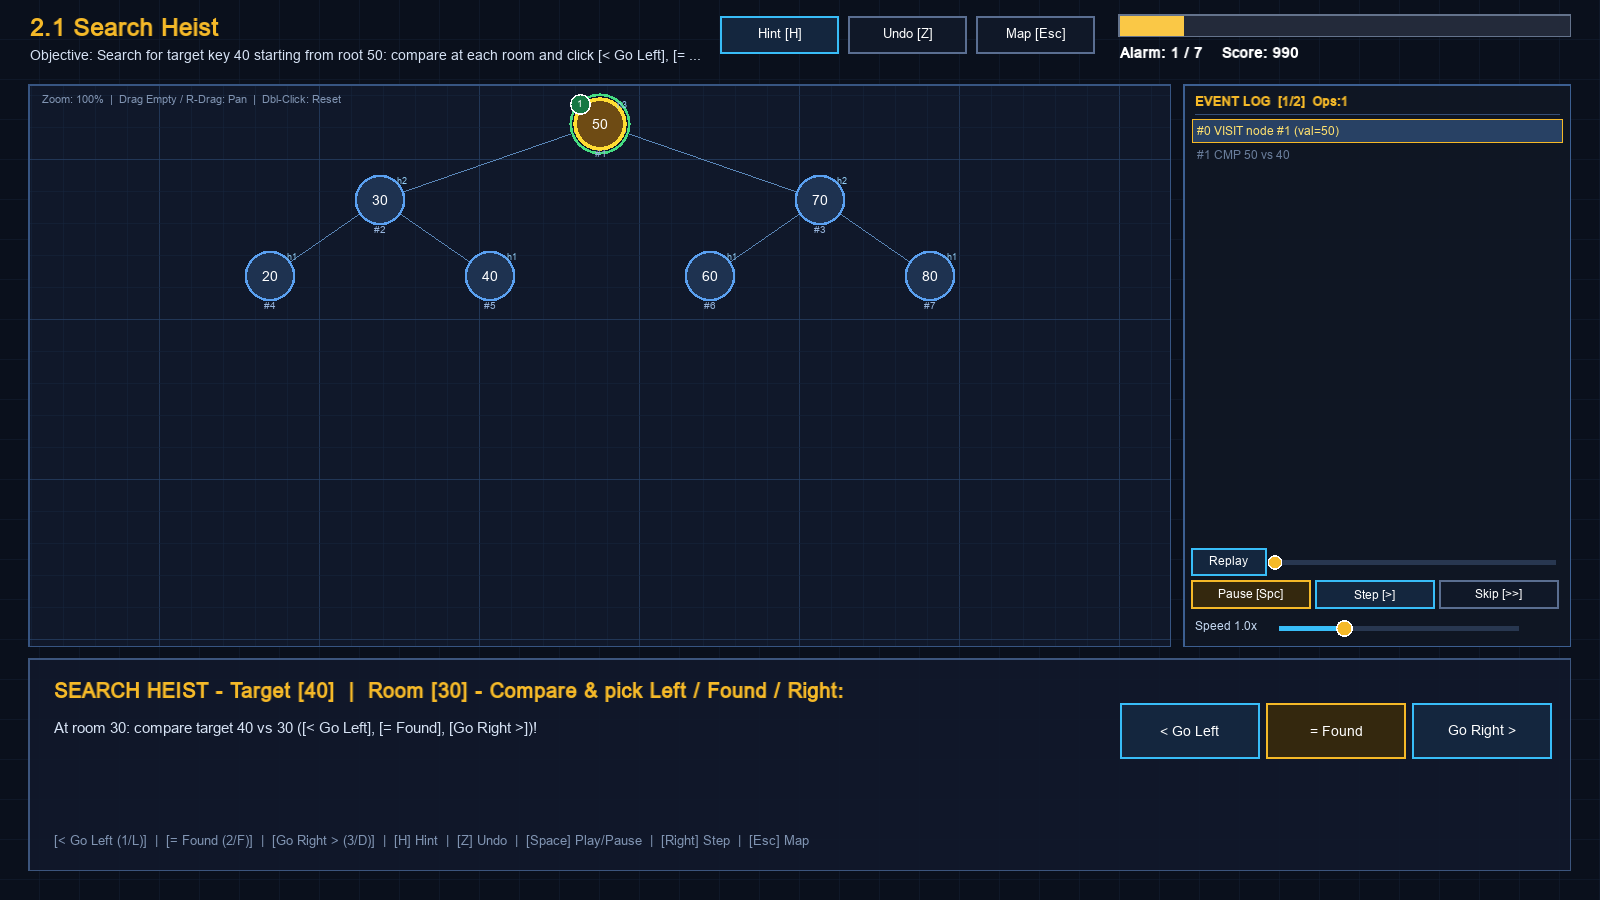 2.1 Search Heist
Objective: Search for target key 40 starting from root 50: compare at each room and click [< Go Left], [= ...
Hint [H]
Undo [Z]
Map [Esc]
Alarm: 1 / 7
Score: 990
Zoom: 100% | Drag Empty / R-Drag: Pan | Dbl-Click: Reset
1
50
h2
30
#2
h2
70
#3
h1
20
#4
h1
40
#5
h1
60
#6
h1
80
#7
EVENT LOG [1/2] Ops:1
#0 VISIT node #1 (val=50)
#1 CMP 50 vs 40
Replay
Pause [Spc]
Step [>]
Skip [>>]
Speed 1.0x
SEARCH HEIST - Target [40] | Room [30] - Compare & pick Left / Found / Right:
At room 30: compare target 40 vs 30 ([< Go Left], [= Found], [Go Right >])!
< Go Left
= Found
Go Right >
[< Go Left (1/L)] | [= Found (2/F)] | [Go Right > (3/D)] | [H] Hint | [Z] Undo | [Space] Play/Pause | [Right] Step | [Esc] Map